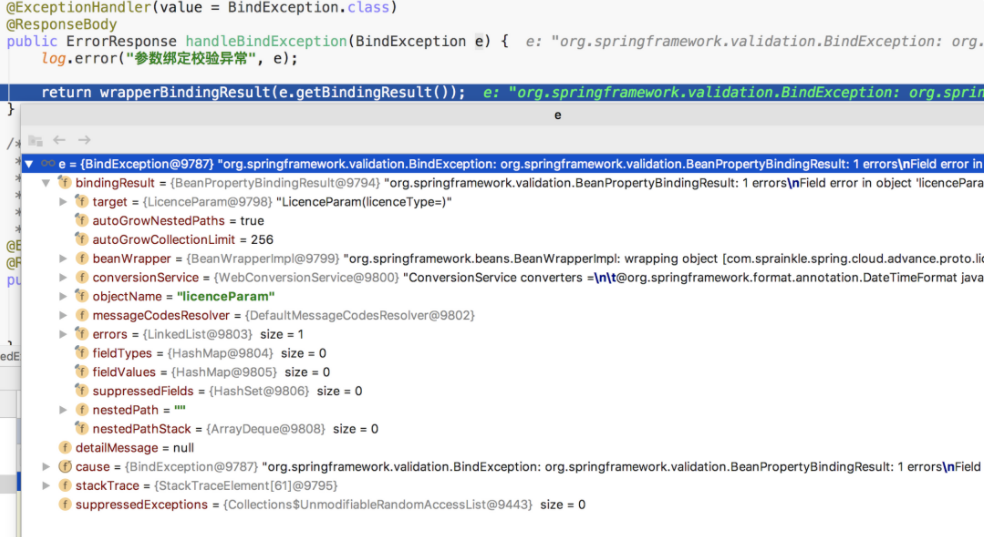 @ExceptionHandler(value = BindException.class)
@ResponseBody
public ErrorResponse handleBindException(BindException e) {  e: "org.springframework.validation.BindException: org.
log.error("参数绑定校验异常", e);
return wrapperBindingResult(e.getBindingResult());  e: "org.springframework.validation.BindException: org.sprin
}
e
/*
e = {BindException@9787} "org.springframework.validation.BindException: org.springframework.validation.BeanPropertyBindingResult: 1 errors\nField error in
bindingResult = {BeanPropertyBindingResult@9794} "org.springframework.validation.BeanPropertyBindingResult: 1 errors\nField error in object 'licencePara
target = {LicenceParam@9798} "LicenceParam(licenceType=)"
autoGrowNestedPaths = true
autoGrowCollectionLimit = 256
beanWrapper = {BeanWrapperImpl@9799} "org.springframework.beans.BeanWrapperImpl: wrapping object [com.sprainkle.spring.cloud.advance.proto.lic
conversionService = {WebConversionService@9800} "ConversionService converters =\n\t@org.springframework.format.annotation.DateTimeFormat java
objectName = "licenceParam"
messageCodesResolver = {DefaultMessageCodesResolver@9802}
errors = {LinkedList@9803}  size = 1
fieldTypes = {HashMap@9804}  size = 0
fieldValues = {HashMap@9805}  size = 0
suppressedFields = {HashSet@9806}  size = 0
nestedPath = ""
nestedPathStack = {ArrayDeque@9808}  size = 0
detailMessage = null
cause = {BindException@9787} "org.springframework.validation.BindException: org.springframework.validation.BeanPropertyBindingResult: 1 errors\nField
stackTrace = {StackTraceElement[61]@9795}
suppressedExceptions = {Collections$UnmodifiableRandomAccessList@9443}  size = 0